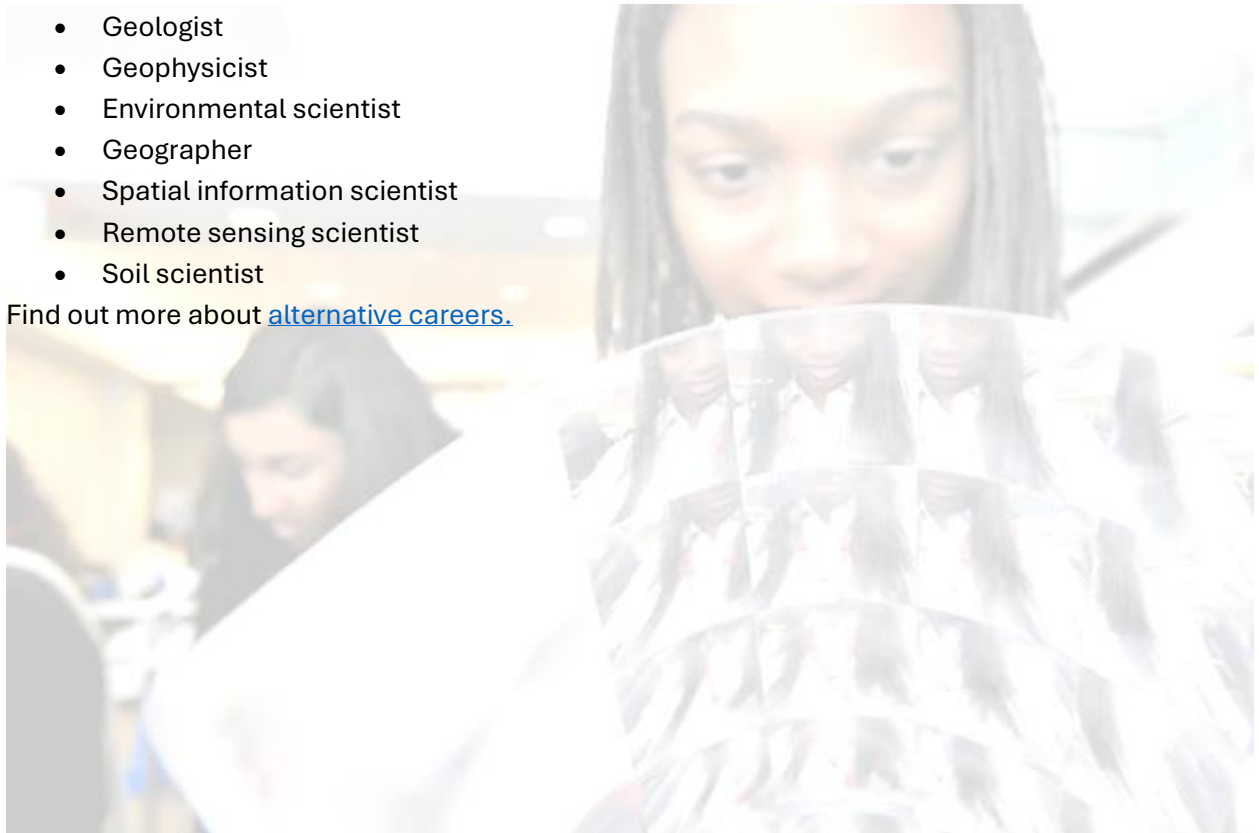 • Geologist
• Geophysicist
• Environmental scientist
• Geographer
• Spatial information scientist
• Remote sensing scientist
• Soil scientist
Find out more about alternative careers.